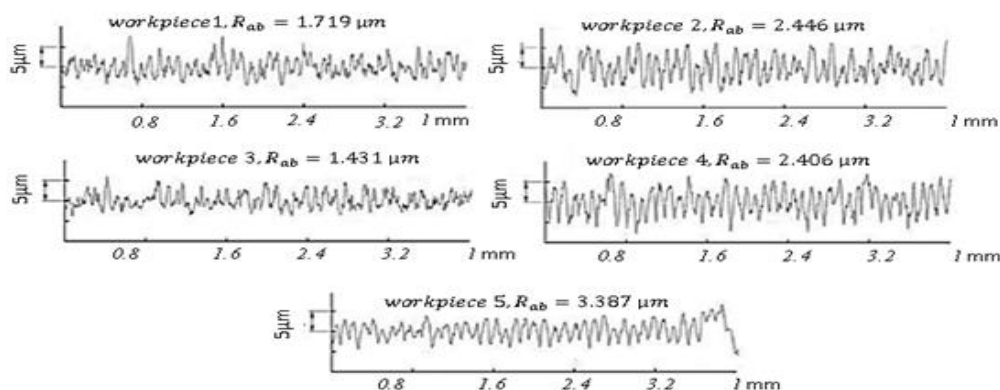 workpiece1, R_ab = 1.719 μm
5μm
0.8 1.6 2.4 3.2 l mm
workpiece 2, R_ab = 2.446 μm
5μm
0.8 1.6 2.4 3.2 l mm
workpiece 3, R_ab = 1.431 μm
5μm
0.8 1.6 2.4 3.2 l mm
workpiece 4, R_ab = 2.406 μm
5μm
0.8 1.6 2.4 3.2 l mm
workpiece 5, R_ab = 3.387 μm
5μm
0.8 1.6 2.4 3.2 l mm